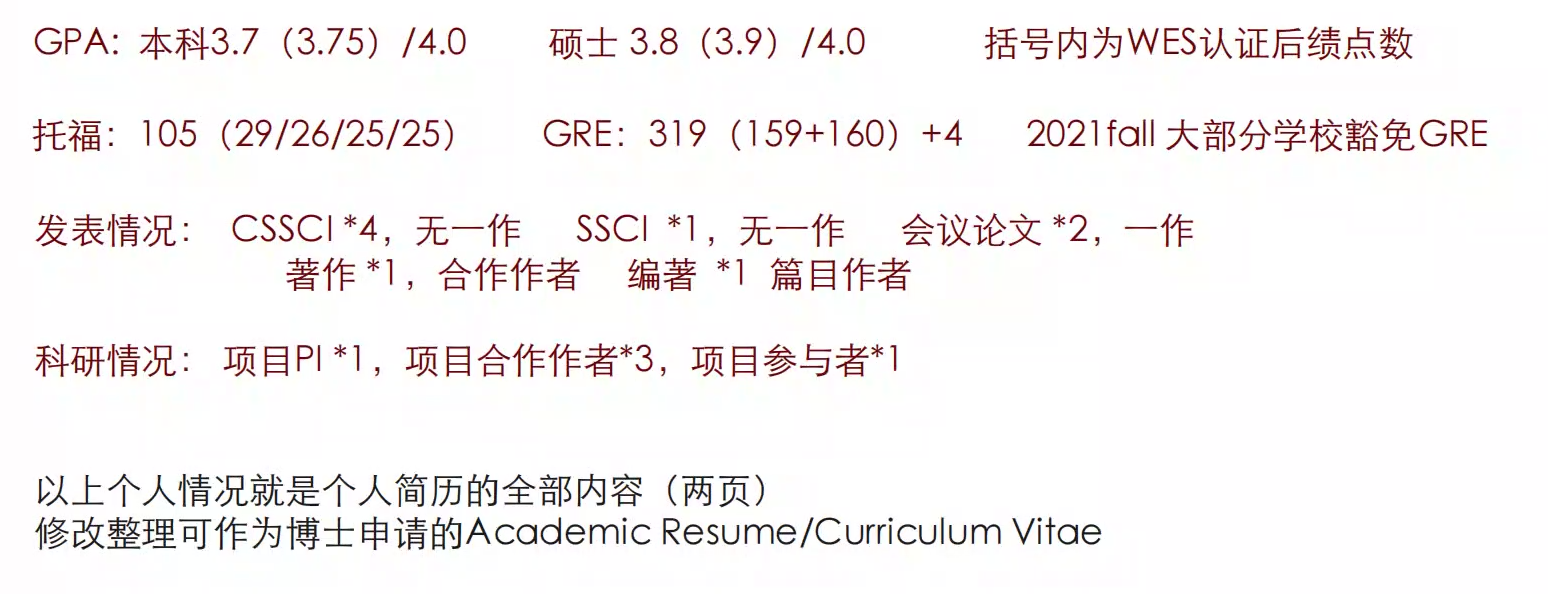 GPA: 本科3.7（3.75）/4.0 硕士 3.8（3.9）/4.0 括号内为WES认证后绩点数
托福：105（29/26/25/25） GRE：319（159+160）+4 2021fall 大部分学校豁免GRE
发表情况： CSSCI *4，无一作 SSCI *1，无一作 会议论文 *2，一作
著作 *1，合作作者 编著 *1 篇目作者
科研情况： 项目PI *1，项目合作作者*3，项目参与者*1
以上个人情况就是个人简历的全部内容（两页）
修改整理可作为博士申请的Academic Resume/Curriculum Vitae